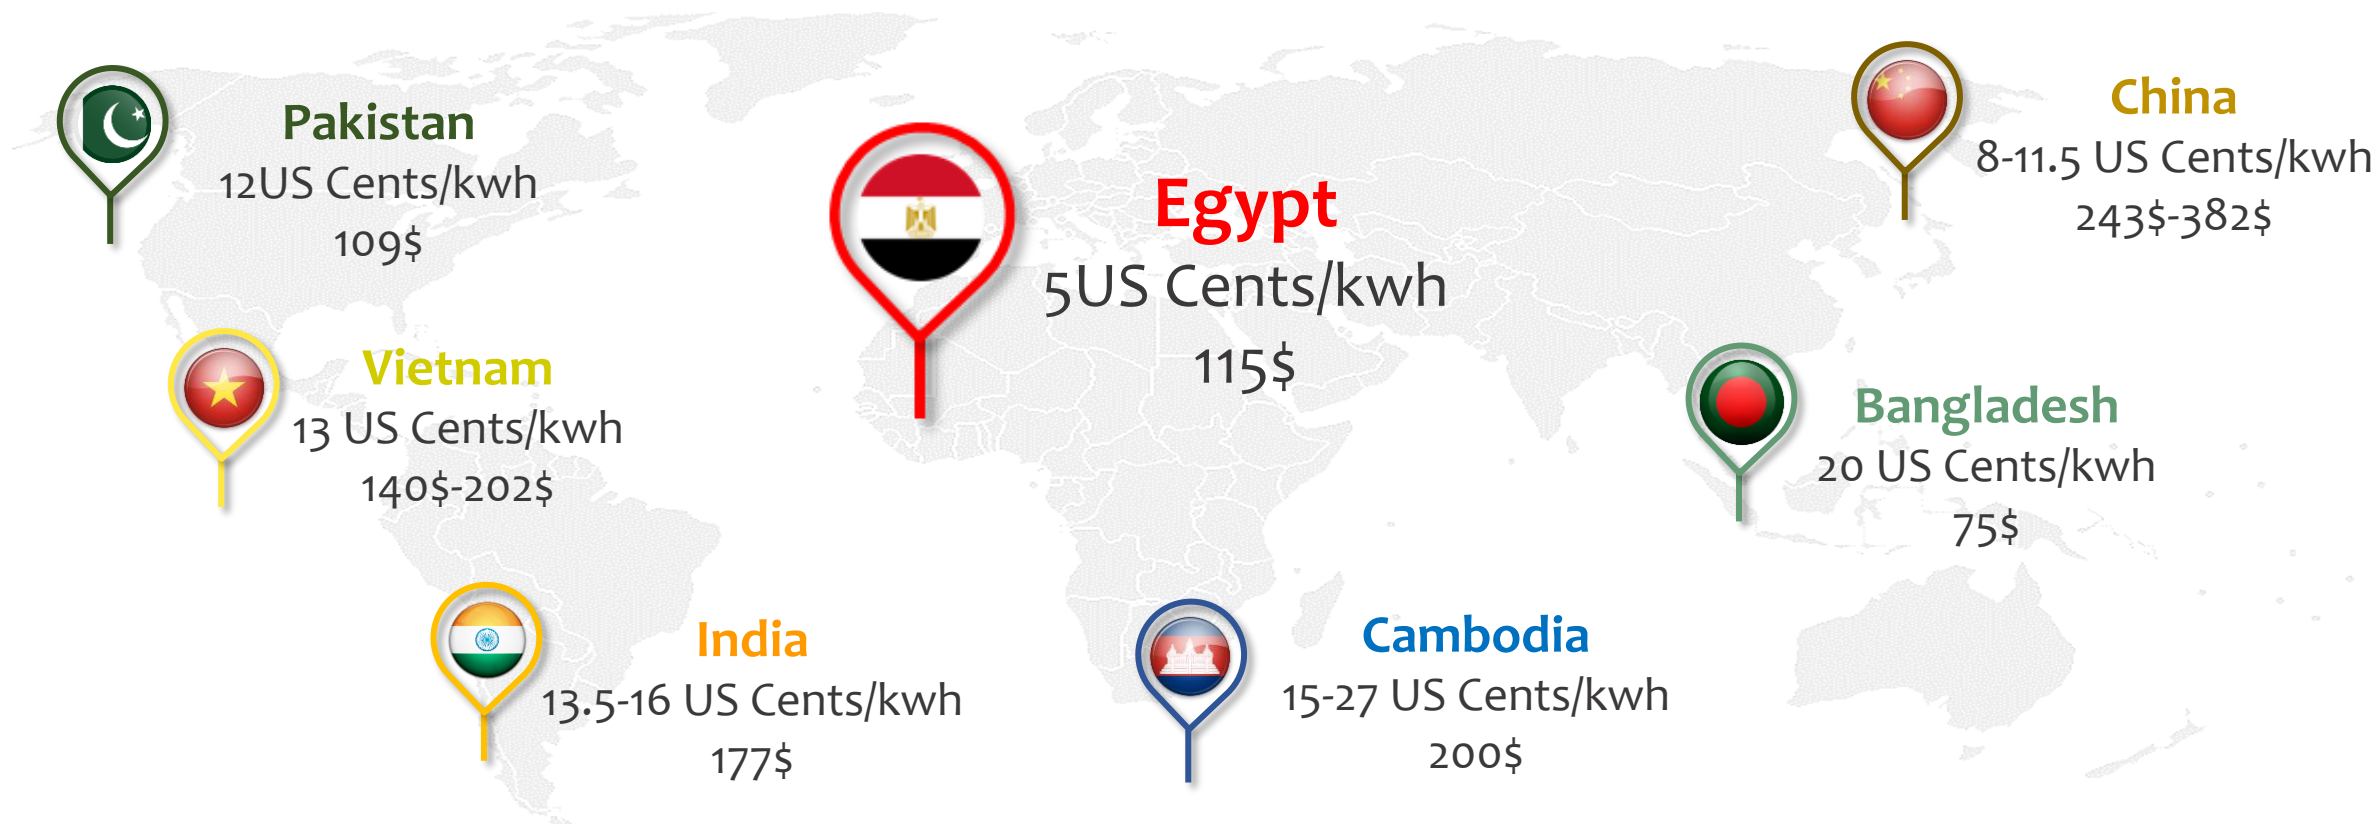 Pakistan
12US Cents/kwh
109$
Vietnam
13 US Cents/kwh
140$-202$
India
13.5-16 US Cents/kwh
177$
Egypt
5US Cents/kwh
115$
Cambodia
15-27 US Cents/kwh
200$
China
8-11.5 US Cents/kwh
243$-382$
Bangladesh
20 US Cents/kwh
75$